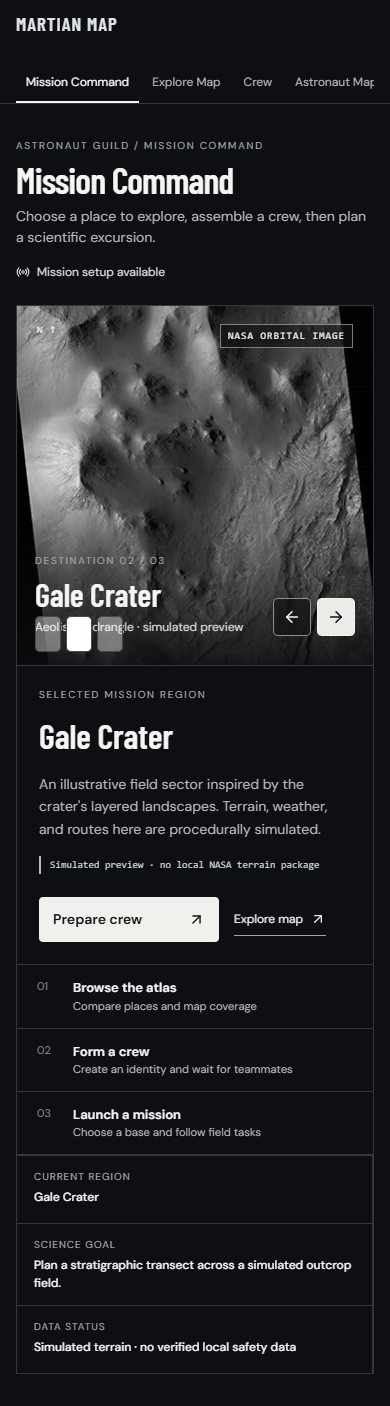 MARTIAN MAP
Mission Command Explore Map Crew Astronaut Map
ASTRONAUT GUILD / MISSION COMMAND
Mission Command
Choose a place to explore, assemble a crew, then plan
a scientific excursion.
Mission setup available
N ↑
NASA ORBITAL IMAGE
DESTINATION 02 / 03
Gale Crater
· simulated preview
SELECTED MISSION REGION
Gale Crater
An illustrative field sector inspired by the
crater's layered landscapes. Terrain, weather,
and routes here are procedurally simulated.
Simulated preview · no local NASA terrain package
Prepare crew
Explore map
01 Browse the atlas
Compare places and map coverage
02 Form a crew
Create an identity and wait for teammates
03 Launch a mission
Choose a base and follow field tasks
CURRENT REGION
Gale Crater
SCIENCE GOAL
Plan a stratigraphic transect across a simulated outcrop
field.
DATA STATUS
Simulated terrain · no verified local safety data